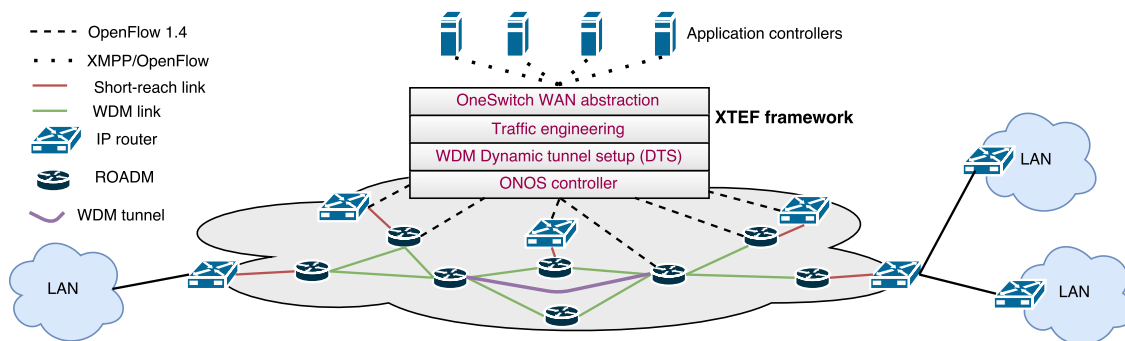 OpenFlow 1.4
XMPP/OpenFlow
Short-reach link
WDM link
IP router
ROADM
WDM tunnel
Application controllers
OneSwitch WAN abstraction
Traffic engineering
WDM Dynamic tunnel setup (DTS)
ONOS controller
XTEF framework
LAN
LAN
LAN